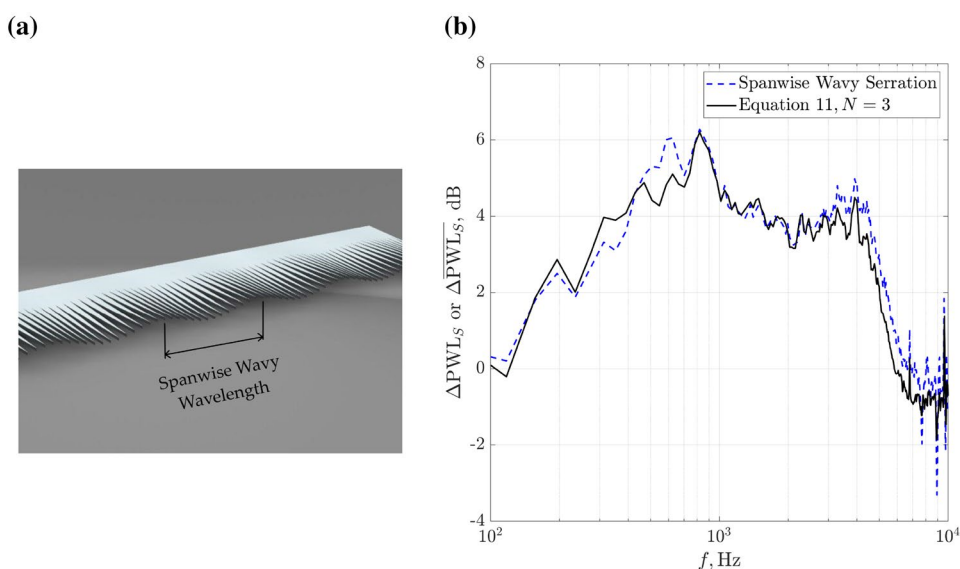 (a)
(b)
Spanwise Wavy
Wavelength
8
6
4
2
0
-2
-4
ΔPWL_S or \overline{ΔPWL_S}, dB
Spanwise Wavy Serration
Equation 11, N = 3
10^2
10^3
10^4
f, Hz